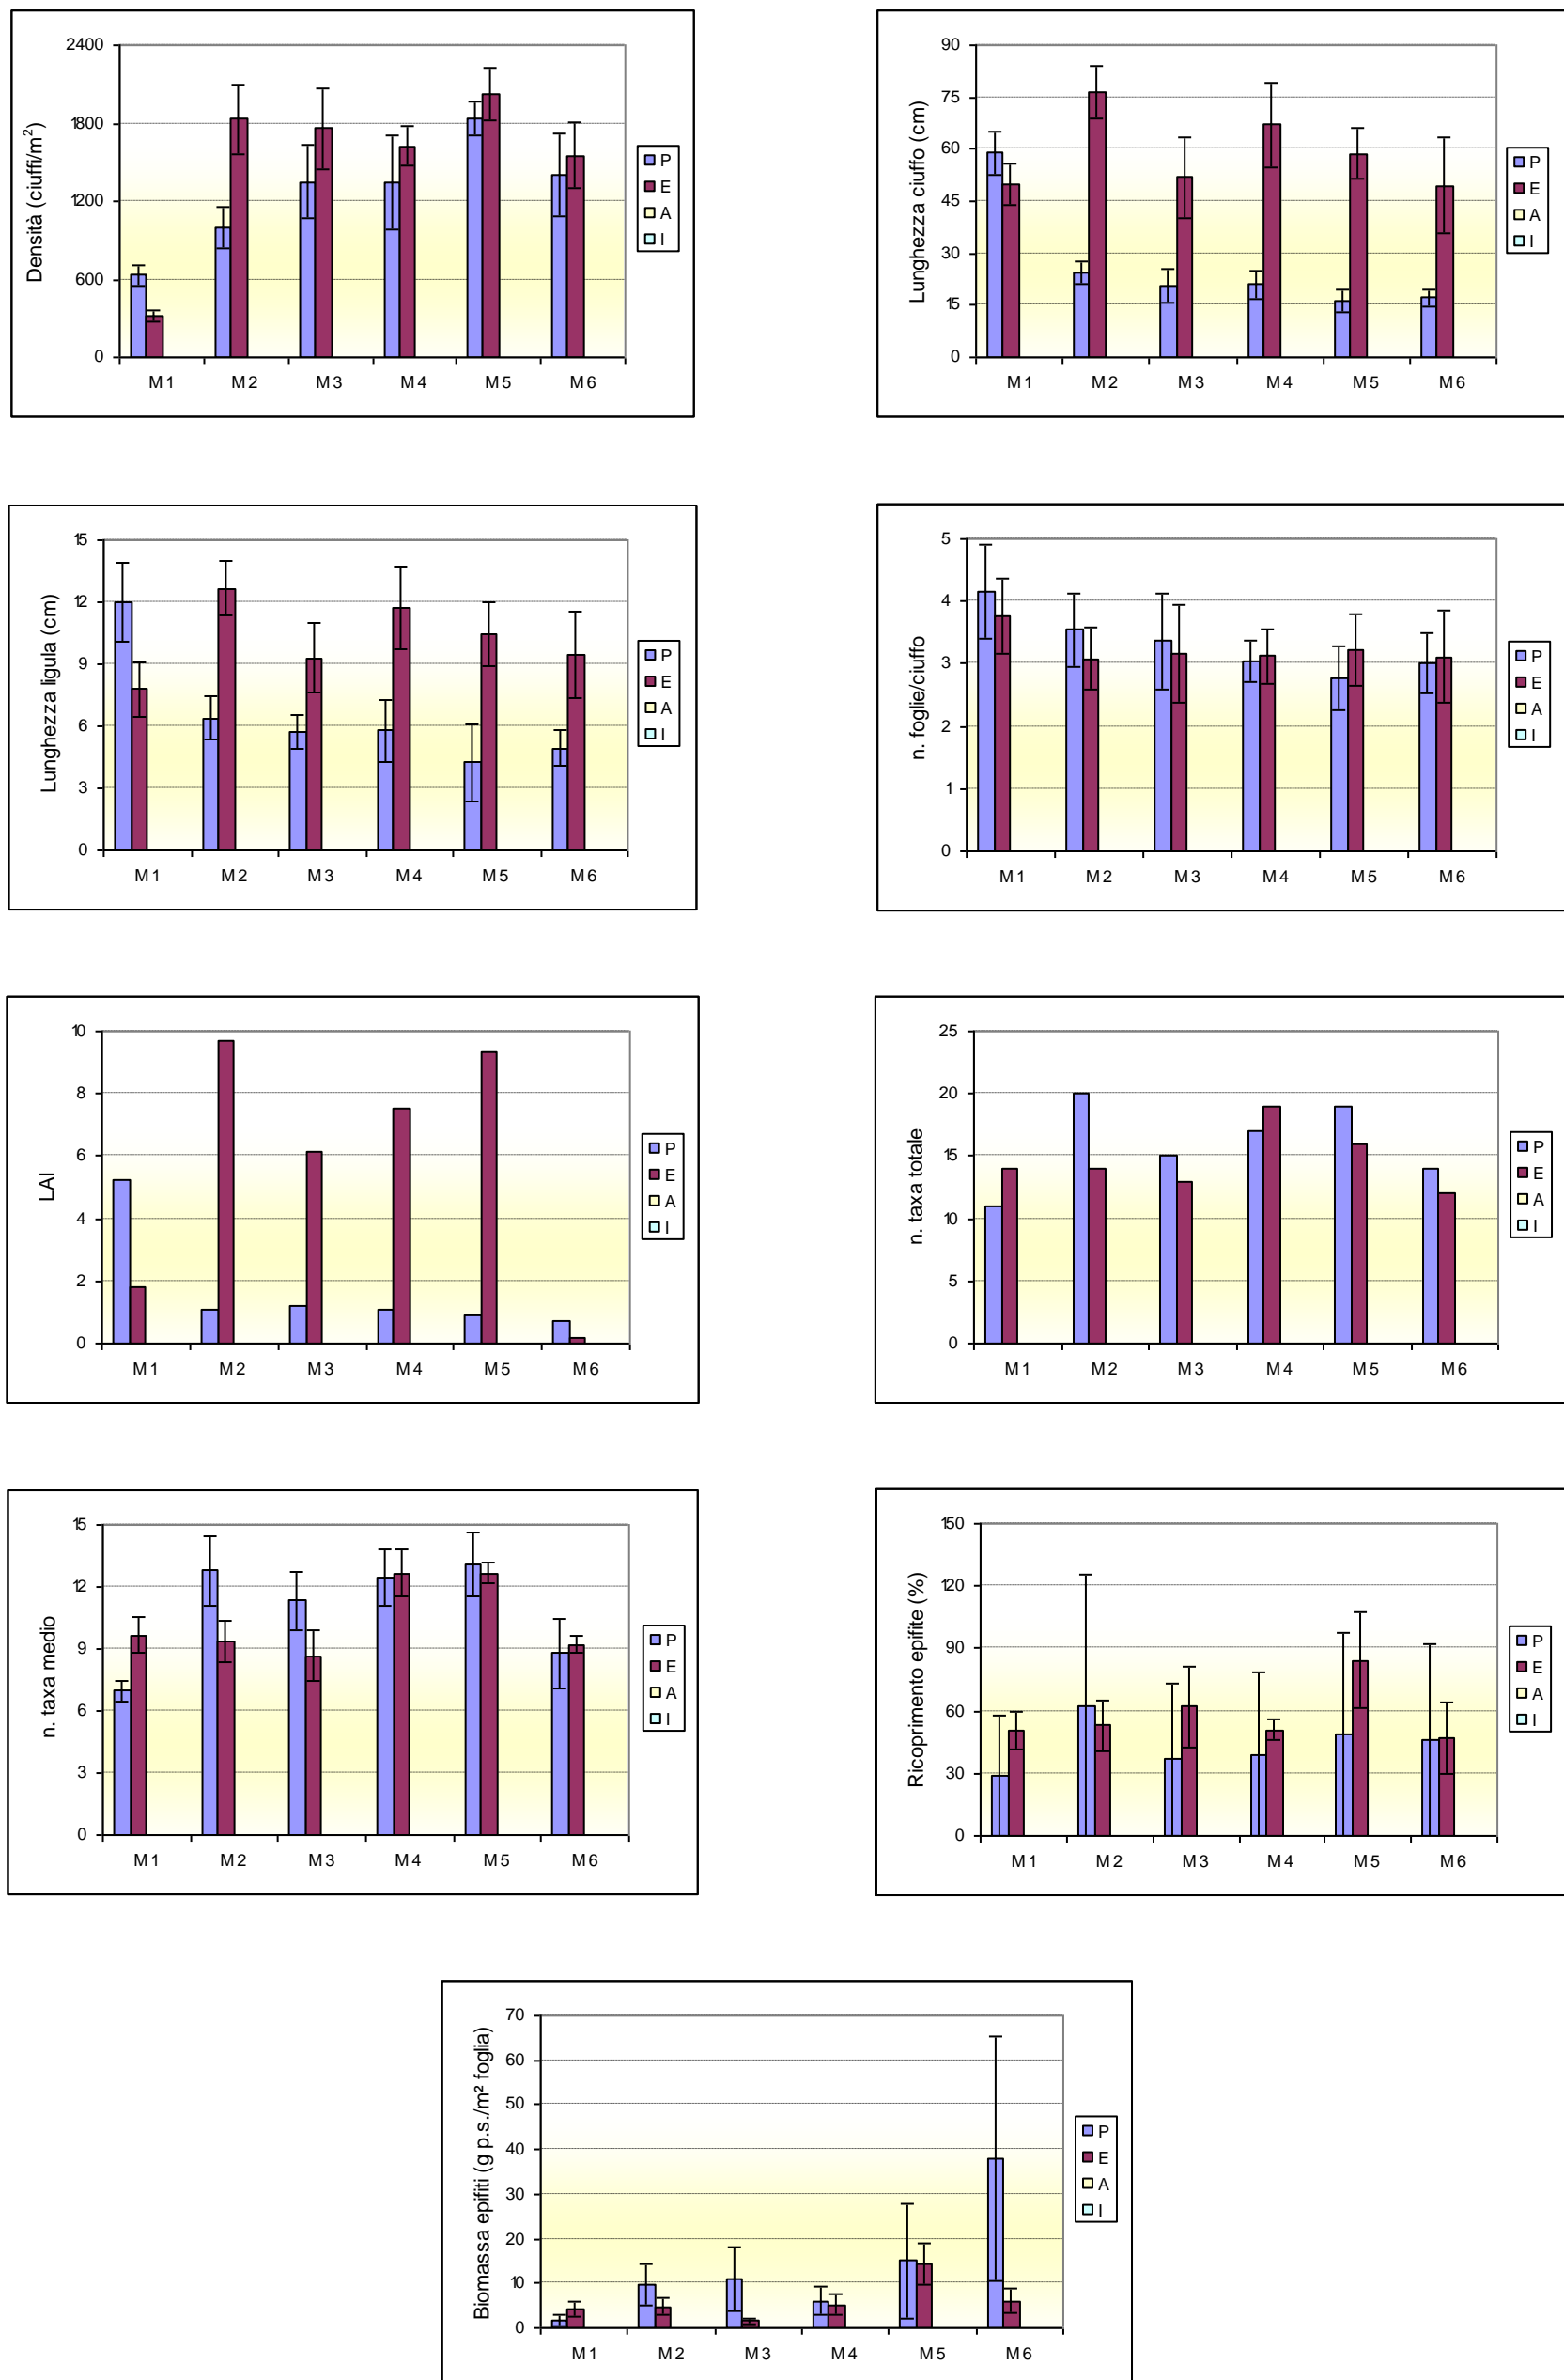 Densità (ciuffi/m²)
2400
1800
1200
600
0
M1 M2 M3 M4 M5 M6
P
E
A
I
Lunghezza ciuffo (cm)
90
75
60
45
30
15
0
M1 M2 M3 M4 M5 M6
P
E
A
I
Lunghezza ligula (cm)
15
12
9
6
3
0
M1 M2 M3 M4 M5 M6
P
E
A
I
n. foglie/ciuffo
5
4
3
2
1
0
M1 M2 M3 M4 M5 M6
P
E
A
I
LAI
10
8
6
4
2
0
M1 M2 M3 M4 M5 M6
P
E
A
I
n. taxa totale
25
20
15
10
5
0
M1 M2 M3 M4 M5 M6
P
E
A
I
n. taxa medio
15
12
9
6
3
0
M1 M2 M3 M4 M5 M6
P
E
A
I
Ricoprimento epifite (%)
150
120
90
60
30
0
M1 M2 M3 M4 M5 M6
P
E
A
I
Biomassa epifiti (g p.s./m² foglia)
70
60
50
40
30
20
10
0
M1 M2 M3 M4 M5 M6
P
E
A
I